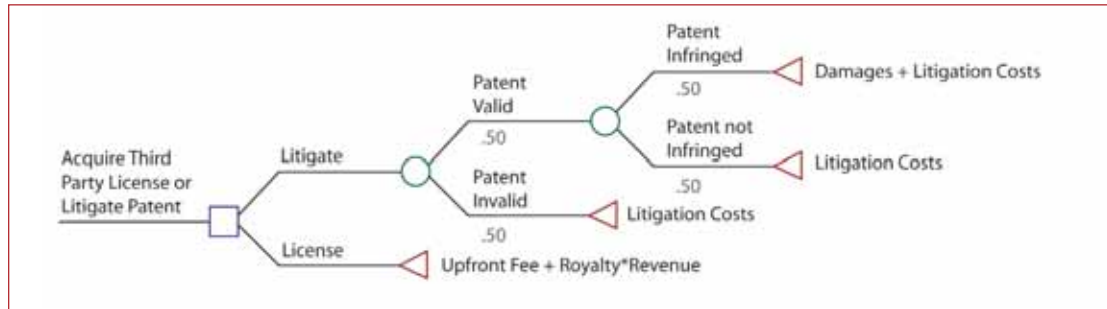 Acquire Third
Party License or
Litigate Patent
Litigate
Patent
Valid
.50
Patent
Infringed
.50
Damages + Litigation Costs
Patent not
Infringed
.50
Litigation Costs
Patent
Invalid
.50
Litigation Costs
License
Upfront Fee + Royalty*Revenue